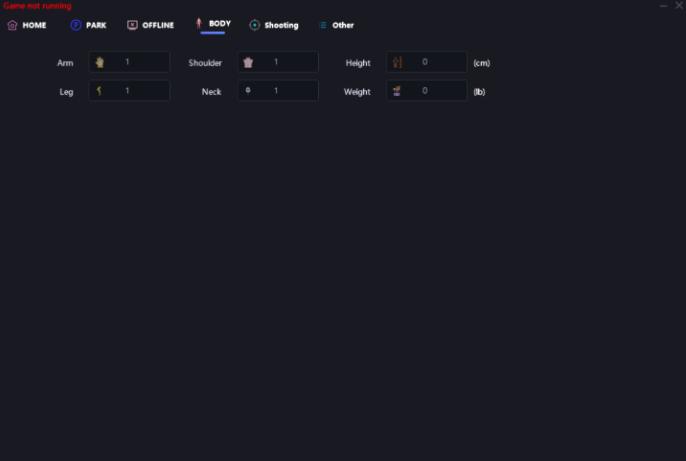 Game not running
HOME PARK OFFLINE BODY Shooting Other
Arm 1 Shoulder 1 Height 0 (cm)
Leg 1 Neck 1 Weight 0 (lb)